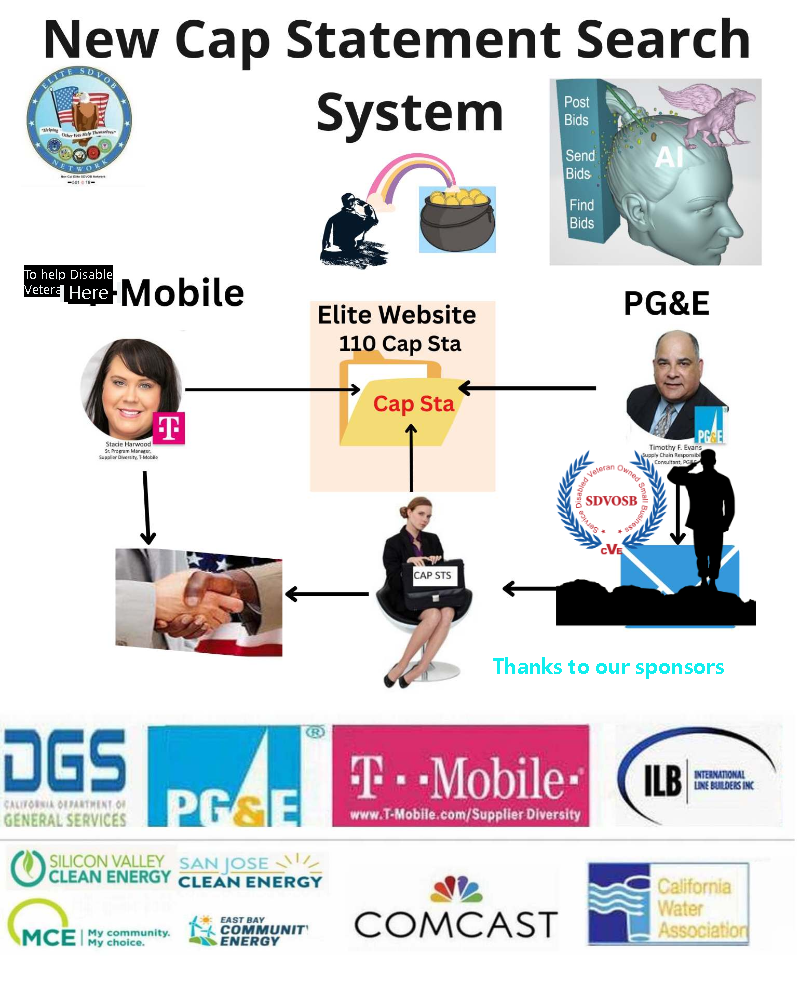 New Cap Statement Search
System
ELITE SDVOB
"Helping Other Vets Help Themselves"
NETWORK
Post
Bids
Send
Bids
Find
Bids
AI
To help Disable
Vetera
Here
T-Mobile
PG&E
Elite Website
110 Cap Sta
Cap Sta
T
Stacie Harwood
Sr. Program Manager,
Supplier Diversity, T-Mobile
PG&E
Timothy F. Evans
Supply Chain Responsib
Consultant, PG&E
Service Disabled Veteran Owned Small Business
SDVOSB
CVE
CAP STS
Thanks to our sponsors
DGS
CALIFORNIA DEPARTMENT OF
GENERAL SERVICES
PG&E
®
T··Mobile·
www.T-Mobile.com/Supplier Diversity
ILB
INTERNATIONAL
LINE BUILDERS INC
SILICON VALLEY
CLEAN ENERGY
SAN JOSE
CLEAN ENERGY
MCE
My community.
My choice.
EAST BAY
COMMUNIT
ENERGY
COMCAST
California
Water
Association